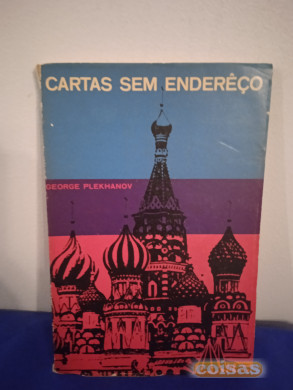 CARTAS SEM ENDERÊÇO
GEORGE PLEKHANOV
coisas